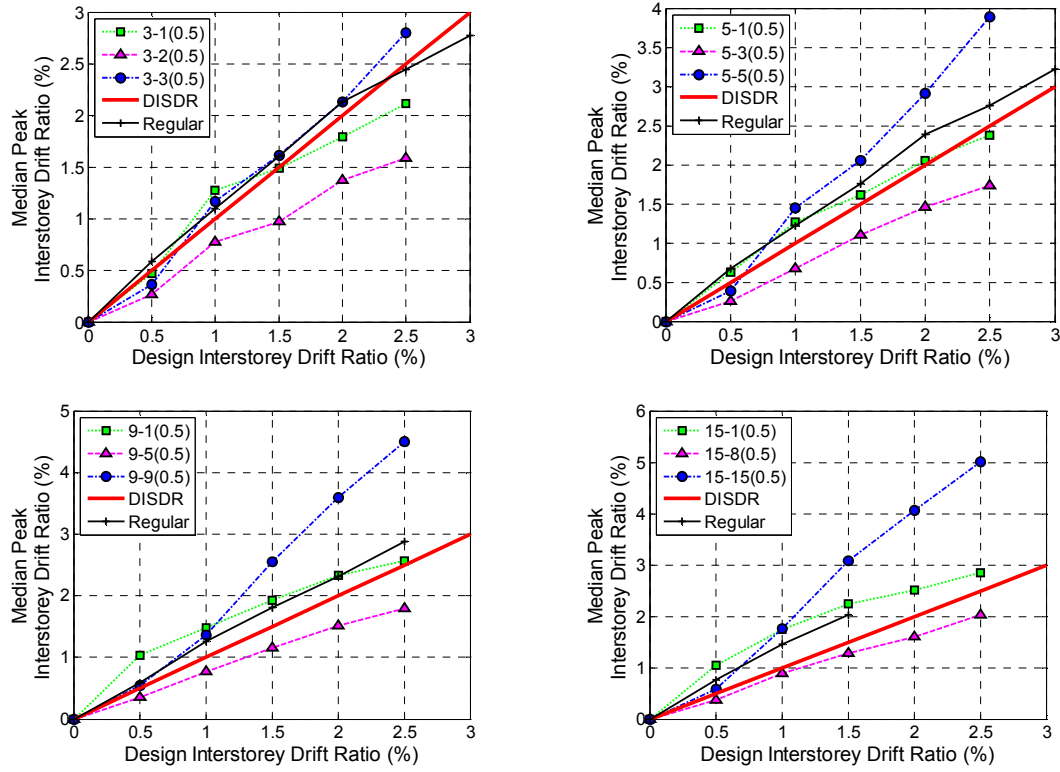 3
2.5
2
1.5
1
0.5
0
0 0.5 1 1.5 2 2.5 3
Median Peak
Interstorey Drift Ratio (%)
Design Interstorey Drift Ratio (%)
3-1(0.5)
3-2(0.5)
3-3(0.5)
DISDR
Regular
4
3.5
3
2.5
2
1.5
1
0.5
0
0 0.5 1 1.5 2 2.5 3
Median Peak
Interstorey Drift Ratio (%)
Design Interstorey Drift Ratio (%)
5-1(0.5)
5-3(0.5)
5-5(0.5)
DISDR
Regular
5
4
3
2
1
0
0 0.5 1 1.5 2 2.5 3
Median Peak
Interstorey Drift Ratio (%)
Design Interstorey Drift Ratio (%)
9-1(0.5)
9-5(0.5)
9-9(0.5)
DISDR
Regular
6
5
4
3
2
1
0
0 0.5 1 1.5 2 2.5 3
Median Peak
Interstorey Drift Ratio (%)
Design Interstorey Drift Ratio (%)
15-1(0.5)
15-8(0.5)
15-15(0.5)
DISDR
Regular